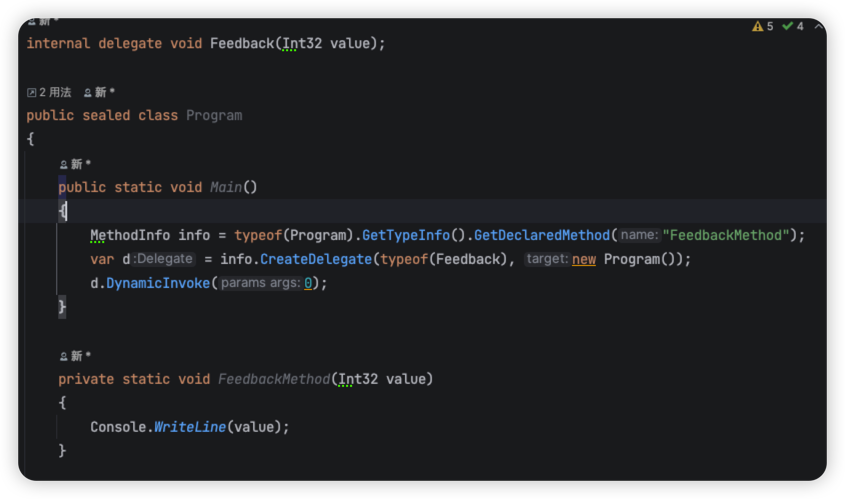 新 *
internal delegate void Feedback(Int32 value);
5 4
2 用法 新 *
public sealed class Program
{
新 *
public static void Main()
{
MethodInfo info = typeof(Program).GetTypeInfo().GetDeclaredMethod( name: "FeedbackMethod");
var d :Delegate = info.CreateDelegate(typeof(Feedback), target: new Program());
d.DynamicInvoke( params args: 0);
}
新 *
private static void FeedbackMethod(Int32 value)
{
Console.WriteLine(value);
}